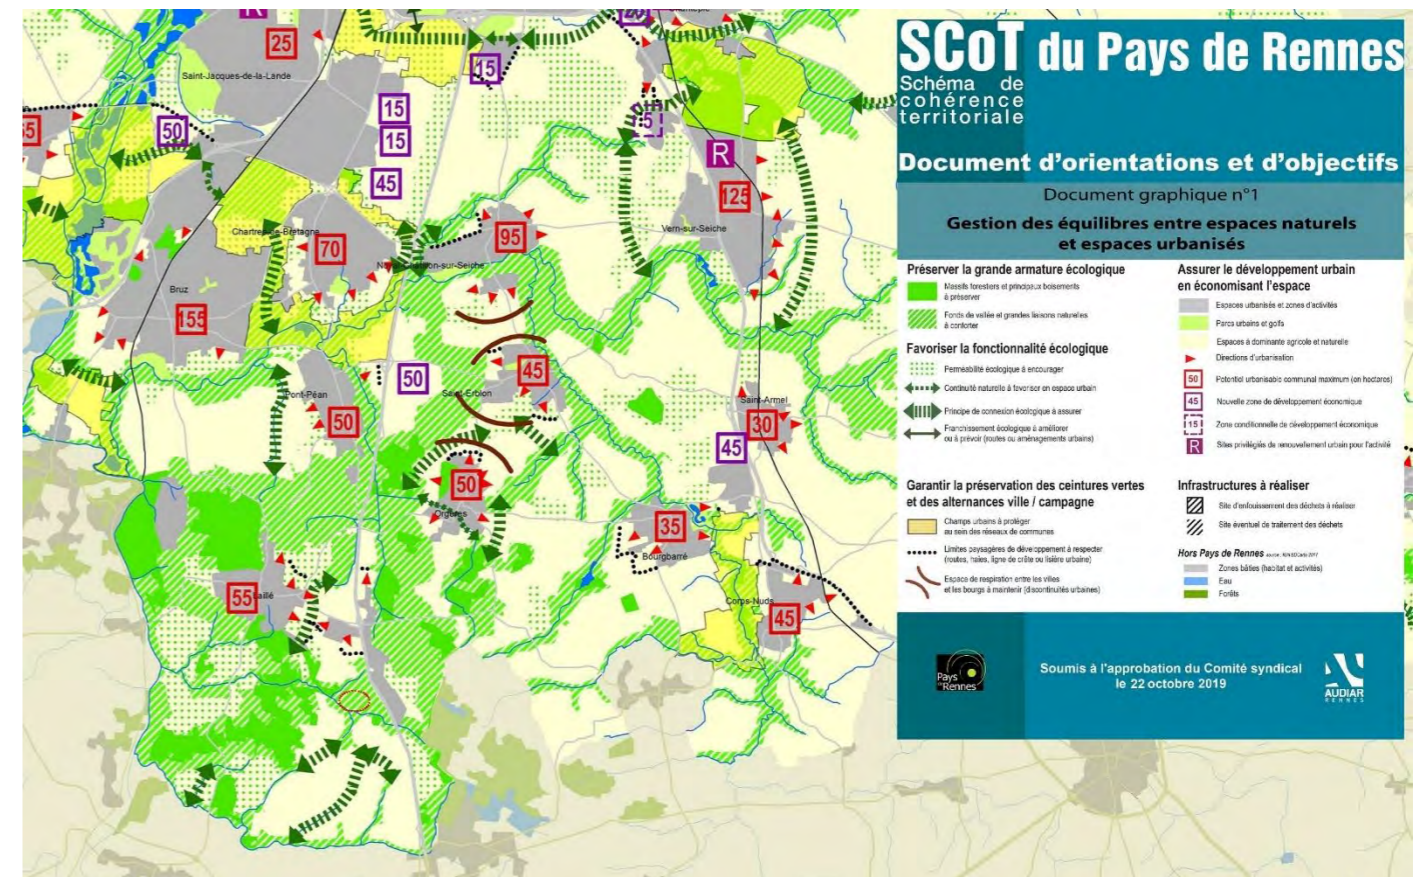 25
Saint-Jacques-de-la-Lande
15
15
50
15
5
R
45
125
95
Chartres-de-Bretagne
70
Vern-sur-Seiche
Bruz
155
45
50
Saint-Erblon
Pont-Péan
50
Saint-Armel
30
45
50
Orgères
35
Bourgbarré
55
Laillé
Corps-Nuds
45
SCoT du Pays de Rennes
Schéma de
cohérence
territoriale
Document d'orientations et d'objectifs
Document graphique n°1
Gestion des équilibres entre espaces naturels
et espaces urbanisés
Préserver la grande armature écologique
Massifs forestiers et principaux boisements
à préserver
Fonds de vallée et grandes liaisons naturelles
à conforter
Favoriser la fonctionnalité écologique
Perméabilité écologique à encourager
Continuité naturelle à favoriser en espace urbain
Principe de connexion écologique à assurer
Franchissement écologique à améliorer
ou à prévoir (routes ou aménagements urbains)
Garantir la préservation des ceintures vertes
et des alternances ville / campagne
Champs urbains à protéger
au sein des réseaux de communes
Limites paysagères de développement à respecter
(routes, haies, ligne de crête ou lisière urbaine)
Espace de respiration entre les villes
et les bourgs à maintenir (discontinuités urbaines)
Assurer le développement urbain
en économisant l'espace
Espaces urbanisés et zones d'activités
Parcs urbains et golfs
Espaces à dominante agricole et naturelle
Directions d'urbanisation
50 Potentiel urbanisable communal maximum (en hectares)
45 Nouvelle zone de développement économique
15 Zone conditionnelle de développement économique
R Sites privilégiés de renouvellement urbain pour l'activité
Infrastructures à réaliser
Site d'enfouissement des déchets à réaliser
Site éventuel de traitement des déchets
Hors Pays de Rennes
Zones bâties (habitat et activités)
Eau
Forêts
Pays
de Rennes
Soumis à l'approbation du Comité syndical
le 22 octobre 2019
AUDIAR
RENNES